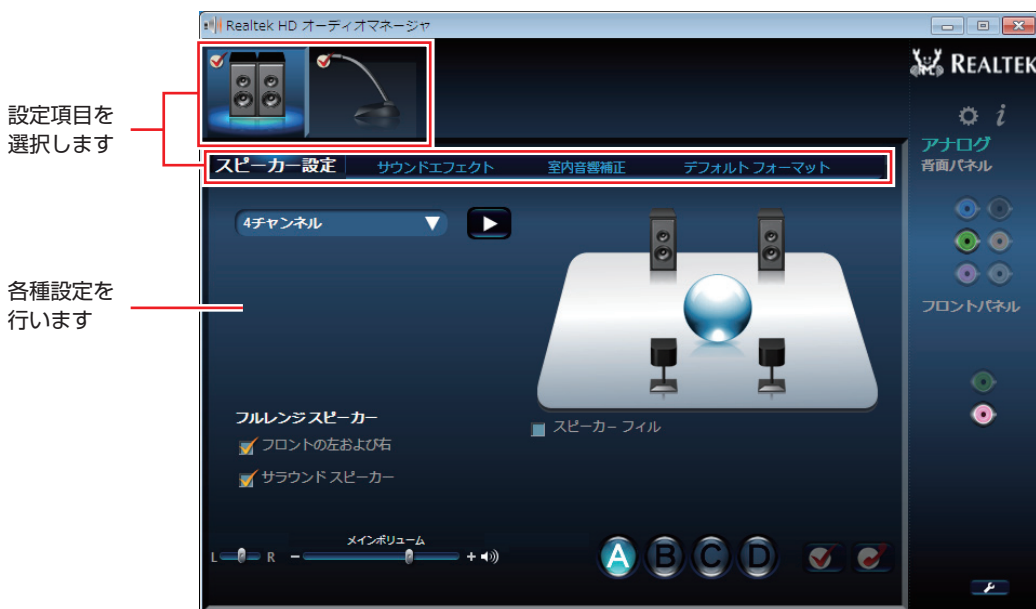 Realtek HD オーディオマネージャ
REALTEK
設定項目を
選択します
i
アナログ
背面パネル
スピーカー設定
サウンドエフェクト
室内音響補正
デフォルト フォーマット
4チャンネル
各種設定を
行います
フロントパネル
フルレンジ スピーカー
フロントの左および右
サラウンド スピーカー
スピーカー フィル
メインボリューム
L
R
-
+
A
B
C
D